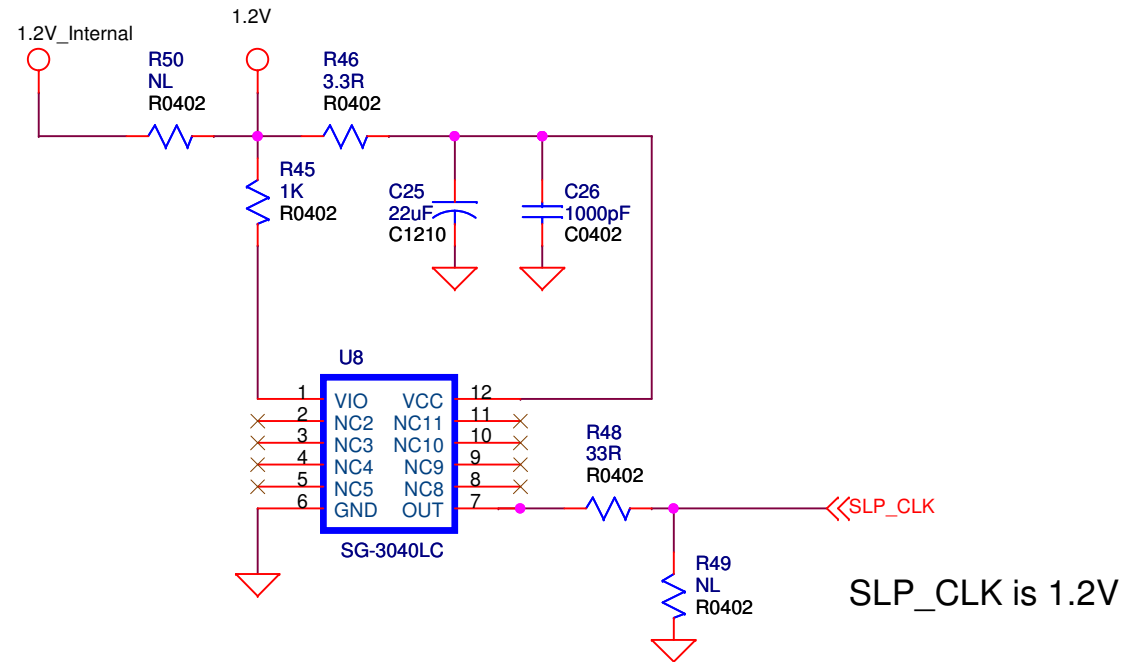 1.2V_Internal
1.2V
R50
NL
R0402
R46
3.3R
R0402
R45
1K
R0402
C25
22uF
C1210
C26
1000pF
C0402
U8
1 VIO VCC 12
2 NC2 NC11 11
3 NC3 NC10 10
4 NC4 NC9 9
5 NC5 NC8 8
6 GND OUT 7
SG-3040LC
R48
33R
R0402
SLP_CLK
R49
NL
R0402
SLP_CLK is 1.2V